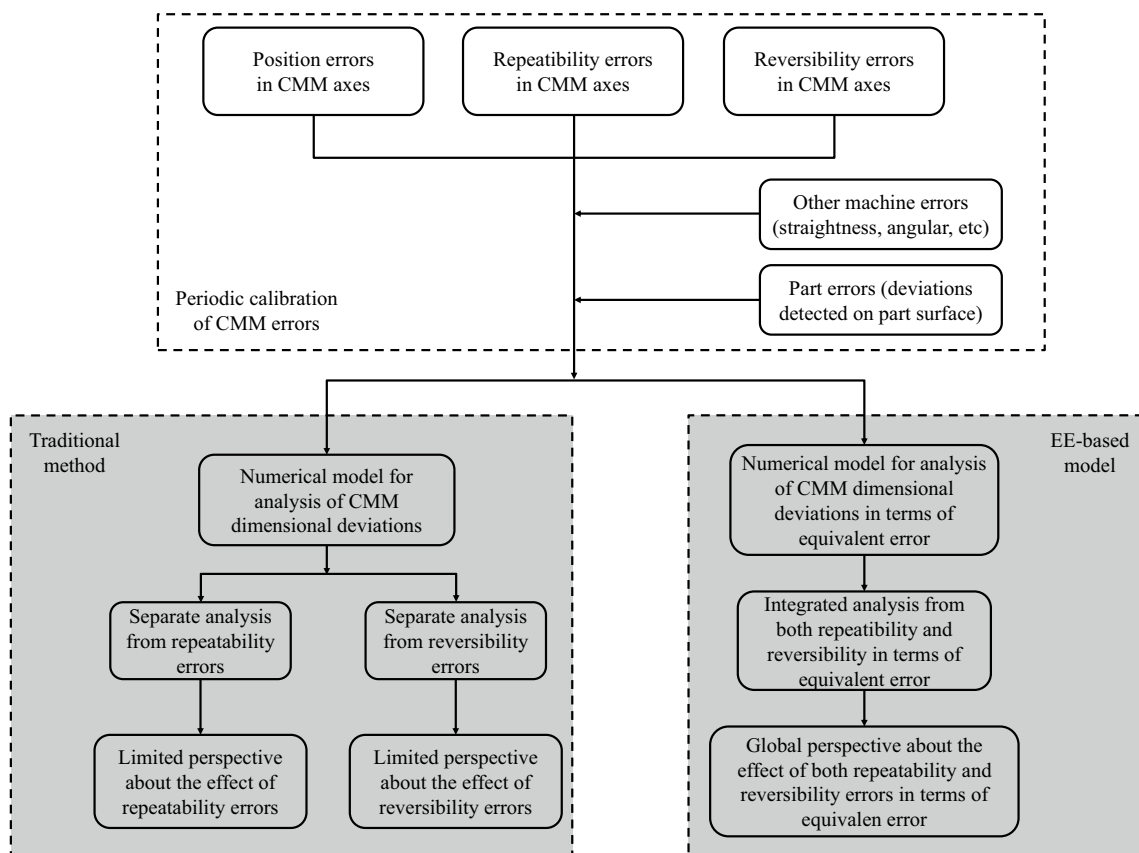 Position errors
in CMM axes
Repeatibility errors
in CMM axes
Reversibility errors
in CMM axes
Other machine errors
(straightness, angular, etc)
Part errors (deviations
detected on part surface)
Periodic calibration
of CMM errors
Traditional
method
Numerical model for
analysis of CMM
dimensional deviations
Separate analysis
from repeatability
errors
Separate analysis
from reversibility
errors
Limited perspective
about the effect of
repeatability errors
Limited perspective
about the effect of
reversibility errors
EE-based
model
Numerical model for analysis
of CMM dimensional
deviations in terms of
equivalent error
Integrated analysis from
both repeatibility and
reversibility in terms of
equivalent error
Global perspective about the
effect of both repeatability and
reversibility errors in terms of
equivalen error